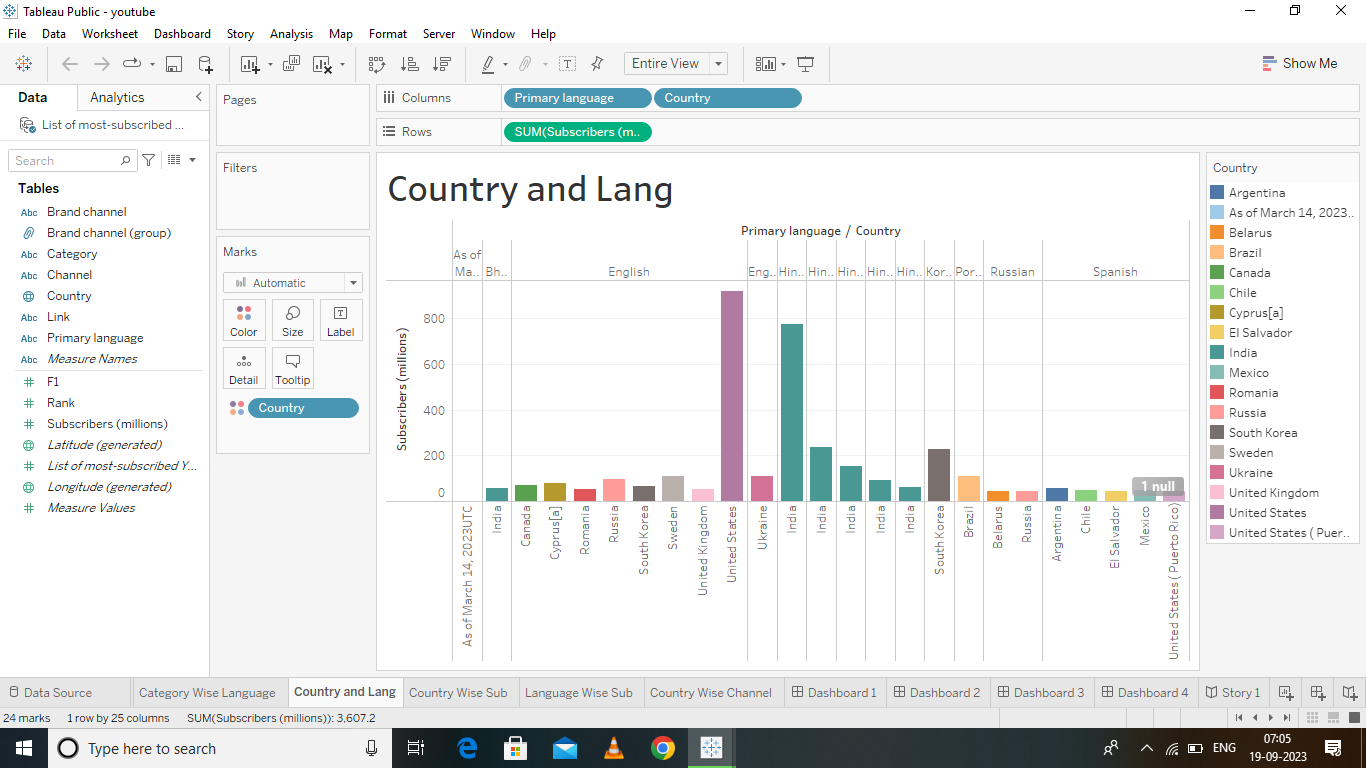 Tableau Public - youtube
File Data Worksheet Dashboard Story Analysis Map Format Server Window Help
Entire View
Show Me
Data Analytics
List of most-subscribed ...
Search
Tables
Abc Brand channel
Brand channel (group)
Abc Category
Abc Channel
Country
Abc Link
Abc Primary language
Abc Measure Names
F1
Rank
Subscribers (millions)
Latitude (generated)
List of most-subscribed Y...
Longitude (generated)
Measure Values
Pages
Filters
Marks
Automatic
Color Size Label
Detail Tooltip
Country
Columns Primary language Country
Rows SUM(Subscribers (m..
Country and Lang
Primary language / Country
As of
Ma.. Bh.. English Eng.. Hin.. Hin.. Hin.. Hin.. Hin.. Kor.. Por.. Russian Spanish
Subscribers (millions)
800
600
400
200
0
1 null
As of March 14, 2023UTC
India
Canada
Cyprus[a]
Romania
Russia
South Korea
Sweden
United Kingdom
United States
Ukraine
India
India
India
India
India
South Korea
Brazil
Belarus
Russia
Argentina
Chile
El Salvador
Mexico
United States ( Puerto Rico)
Country
Argentina
As of March 14, 2023..
Belarus
Brazil
Canada
Chile
Cyprus[a]
El Salvador
India
Mexico
Romania
Russia
South Korea
Sweden
Ukraine
United Kingdom
United States
United States ( Puer..
Data Source Category Wise Language Country and Lang Country Wise Sub Language Wise Sub Country Wise Channel Dashboard 1 Dashboard 2 Dashboard 3 Dashboard 4 Story 1
24 marks 1 row by 25 columns SUM(Subscribers (millions)): 3,607.2
Type here to search
ENG
07:05
19-09-2023